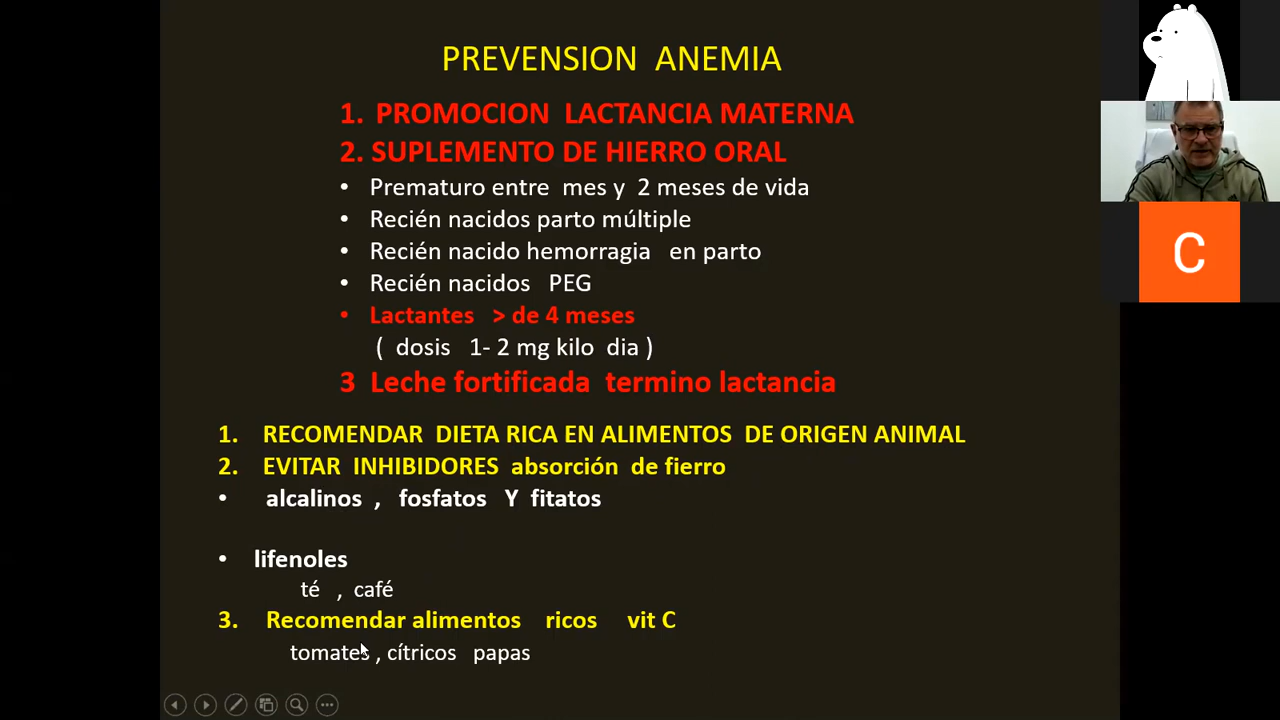 PREVENSION ANEMIA
1. PROMOCION LACTANCIA MATERNA
2. SUPLEMENTO DE HIERRO ORAL
• Prematuro entre mes y 2 meses de vida
• Recién nacidos parto múltiple
• Recién nacido hemorragia en parto
• Recién nacidos PEG
• Lactantes > de 4 meses
( dosis 1- 2 mg kilo dia )
3 Leche fortificada termino lactancia
1. RECOMENDAR DIETA RICA EN ALIMENTOS DE ORIGEN ANIMAL
2. EVITAR INHIBIDORES absorción de fierro
• alcalinos , fosfatos Y fitatos
• lifenoles
té , café
3. Recomendar alimentos ricos vit C
tomates , cítricos papas
C